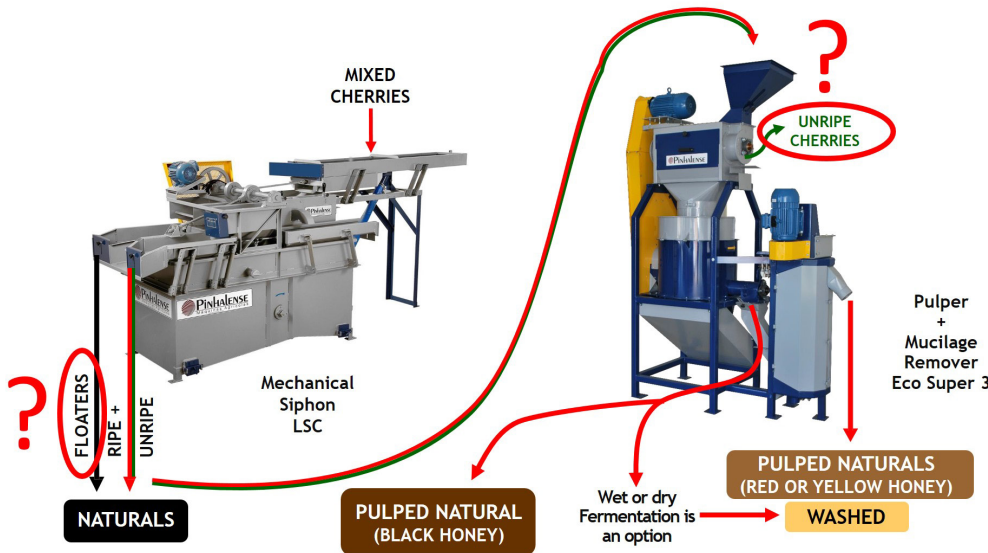 MIXED
CHERRIES
?
UNRIPE
CHERRIES
PINHALENSE
Pinhalense
PINHALENSE
Pulper
+
Mucilage
Remover
Eco Super 3
Mechanical
Siphon
LSC
?
FLOATERS
RIPE +
UNRIPE
NATURALS
PULPED NATURAL
(BLACK HONEY)
Wet or dry
Fermentation is
an option
PULPED NATURALS
(RED OR YELLOW HONEY)
WASHED